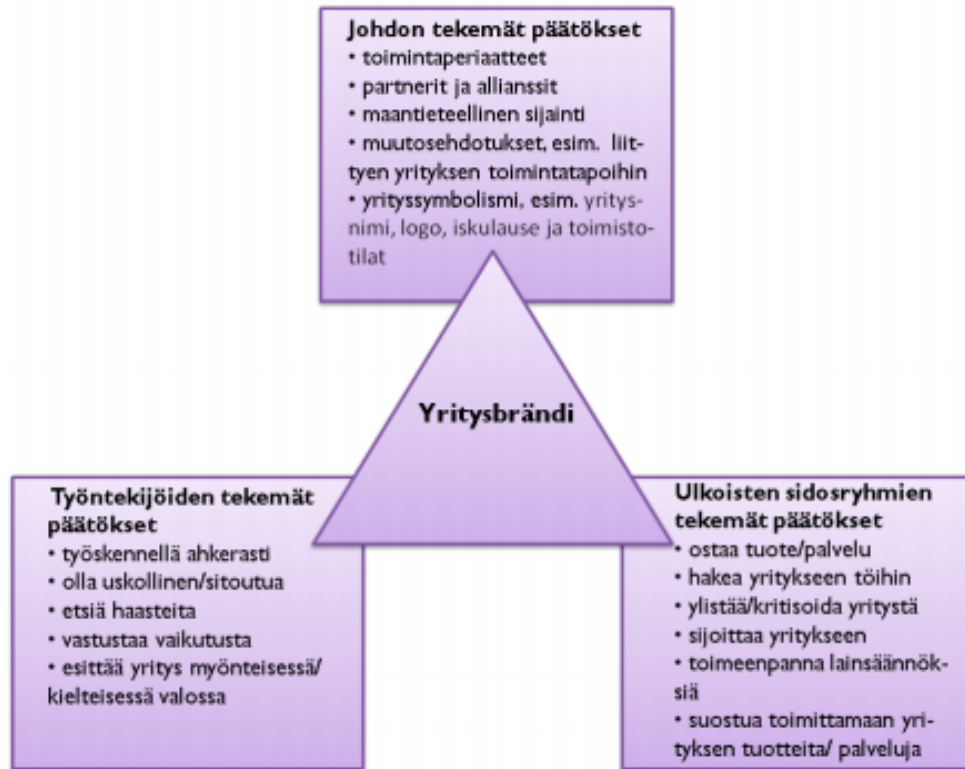 Johdon tekemät päätökset
• toimintaperiaatteet
• partnerit ja allianssit
• maantieteellinen sijainti
• muutosehdotukset, esim. liit-
tyen yrityksen toimintatapoihin
• yrityssymbolismi, esim. yritys-
nimi, logo, iskulause ja toimisto-
tilat
Yritysbrändi
Työntekijöiden tekemät
päätökset
• työskennellä ahkerasti
• olla uskollinen/sitoutua
• etsiä haasteita
• vastustaa vaikutusta
• esittää yritys myönteisessä/
kielteisessä valossa
Ulkoisten sidosryhmien
tekemät päätökset
• ostaa tuote/palvelu
• hakea yritykseen töihin
• ylistää/kritisoida yritystä
• sijoittaa yritykseen
• toimeenpanna lainsäännök-
siä
• suostua toimittamaan yri-
tyksen tuotteita/ palveluja